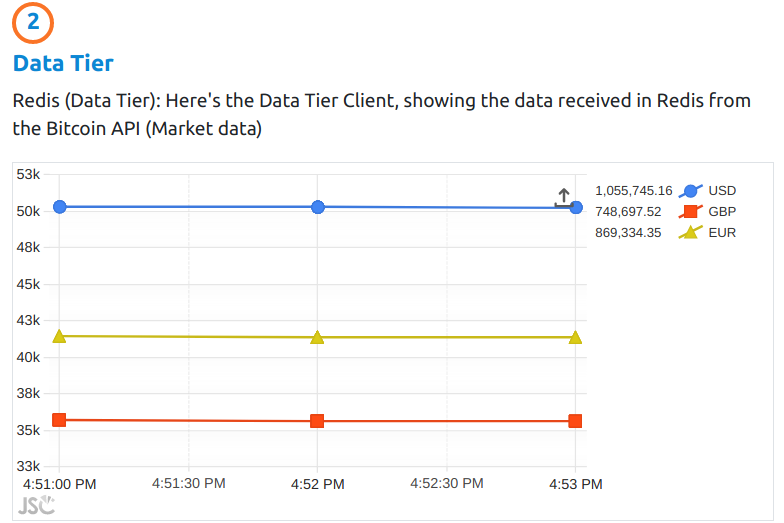 2
Data Tier
Redis (Data Tier): Here's the Data Tier Client, showing the data received in Redis from
the Bitcoin API (Market data)
53k
50k
48k
45k
43k
40k
38k
35k
33k
4:51:00 PM 4:51:30 PM 4:52 PM 4:52:30 PM 4:53 PM
1,055,745.16 USD
748,697.52 GBP
869,334.35 EUR
JSC